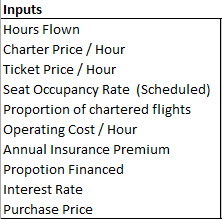 Inputs
Hours Flown
Charter Price / Hour
Ticket Price / Hour
Seat Occupancy Rate  (Scheduled)
Proportion of chartered flights
Operating Cost / Hour
Annual Insurance Premium
Propotion Financed
Interest Rate
Purchase Price